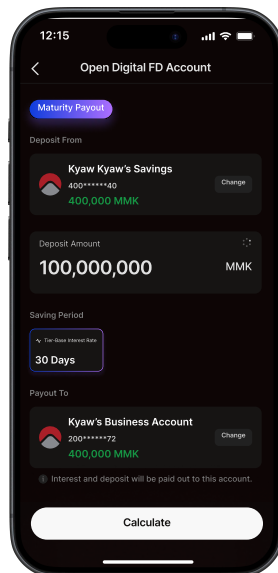 12:15
Open Digital FD Account
Maturity Payout
Deposit From
Kyaw Kyaw's Savings
400******40
Change
400,000 MMK
Deposit Amount
100,000,000 MMK
Saving Period
Tier-Base Interest Rate
30 Days
Payout To
Kyaw's Business Account
200******72
Change
400,000 MMK
Interest and deposit will be paid out to this account.
Calculate